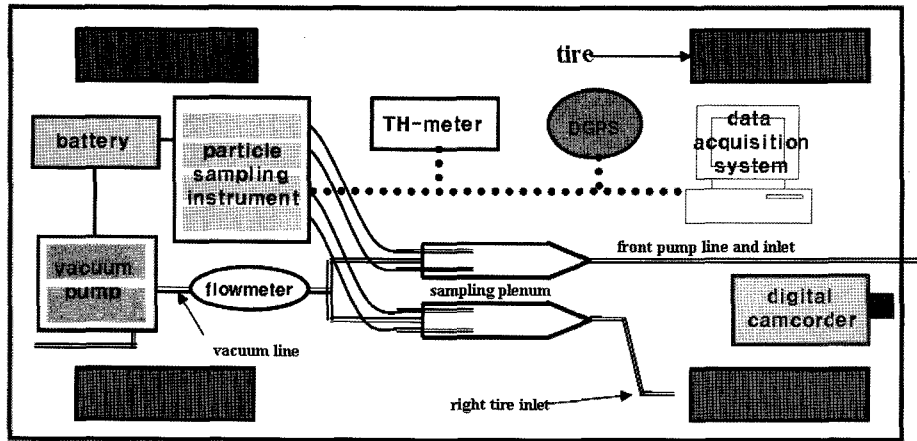 tire
battery
particle
sampling
instrument
TH-meter
DGPS
data
acquisition
system
vacuum
pump
flowmeter
front pump line and inlet
sampling plenum
digital
camcorder
vacuum line
right tire inlet